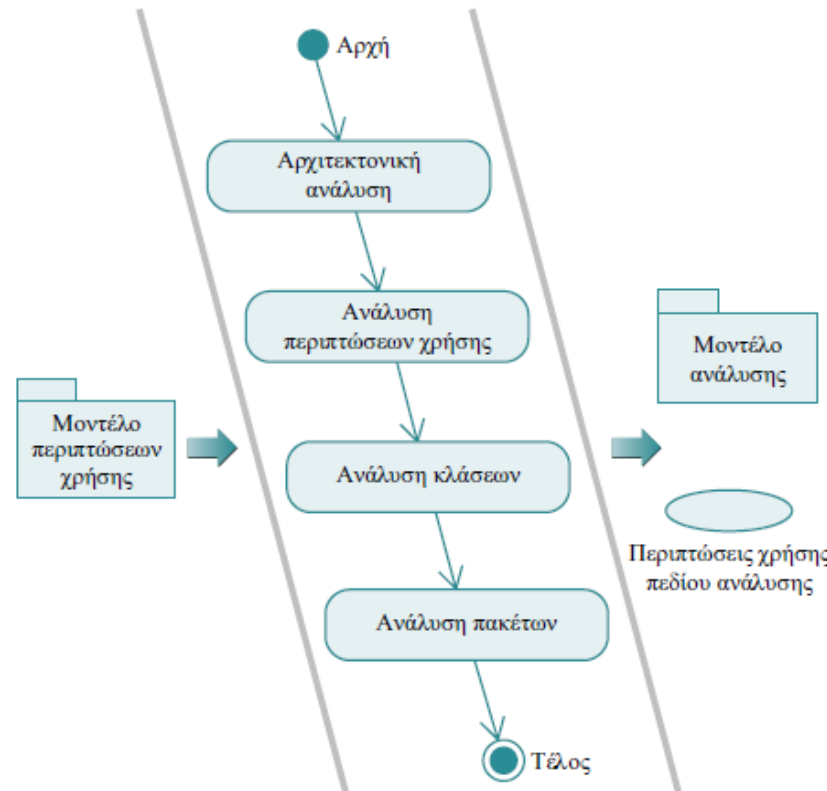 Αρχή
Αρχιτεκτονική
ανάλυση
Ανάλυση
περιπτώσεων χρήσης
Ανάλυση κλάσεων
Ανάλυση πακέτων
Τέλος
Μοντέλο
περιπτώσεων
χρήσης
Μοντέλο
ανάλυσης
Περιπτώσεις χρήσης
πεδίου ανάλυσης